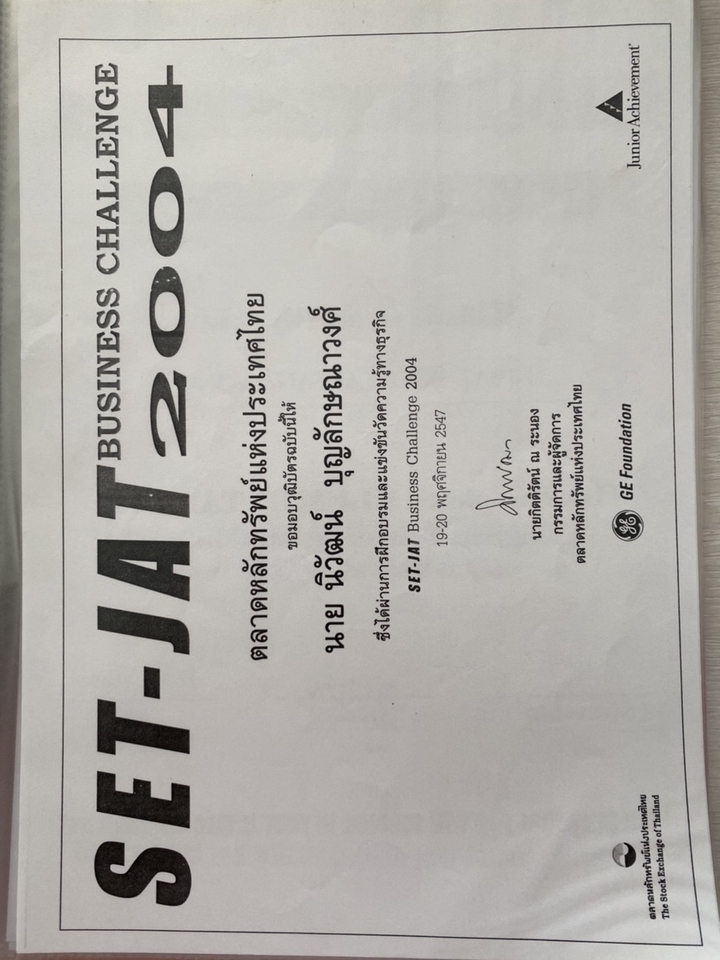 SET-JAT BUSINESS CHALLENGE
2004
ตลาดหลักทรัพย์แห่งประเทศไทย
ขอมอบวุฒิบัตรฉบับนี้ให้
นาย นิวัฒน์ บุญลักษณาวงศ์
ซึ่งได้ผ่านการฝึกอบรมและแข่งขันวัดความรู้ทางธุรกิจ
SET-JAT Business Challenge 2004
19-20 พฤศจิกายน 2547
นายกิตติรัตน์ ณ ระนอง
กรรมการและผู้จัดการ
ตลาดหลักทรัพย์แห่งประเทศไทย
ตลาดหลักทรัพย์แห่งประเทศไทย
The Stock Exchange of Thailand
GE Foundation
Junior Achievement